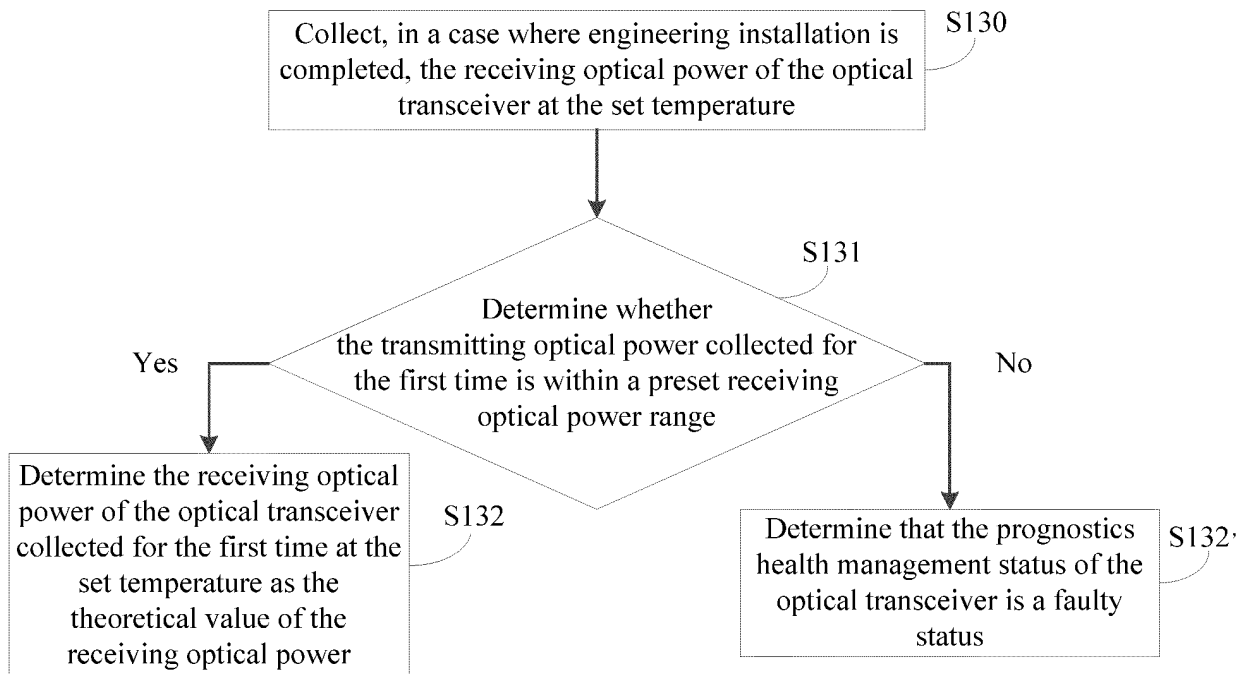 S130
Collect, in a case where engineering installation is
completed, the receiving optical power of the optical
transceiver at the set temperature
S131
Determine whether
the transmitting optical power collected for
the first time is within a preset receiving
optical power range
Yes
No
Determine the receiving optical
power of the optical transceiver
collected for the first time at the
set temperature as the
theoretical value of the
receiving optical power
S132
Determine that the prognostics
health management status of the
optical transceiver is a faulty
status
S132’